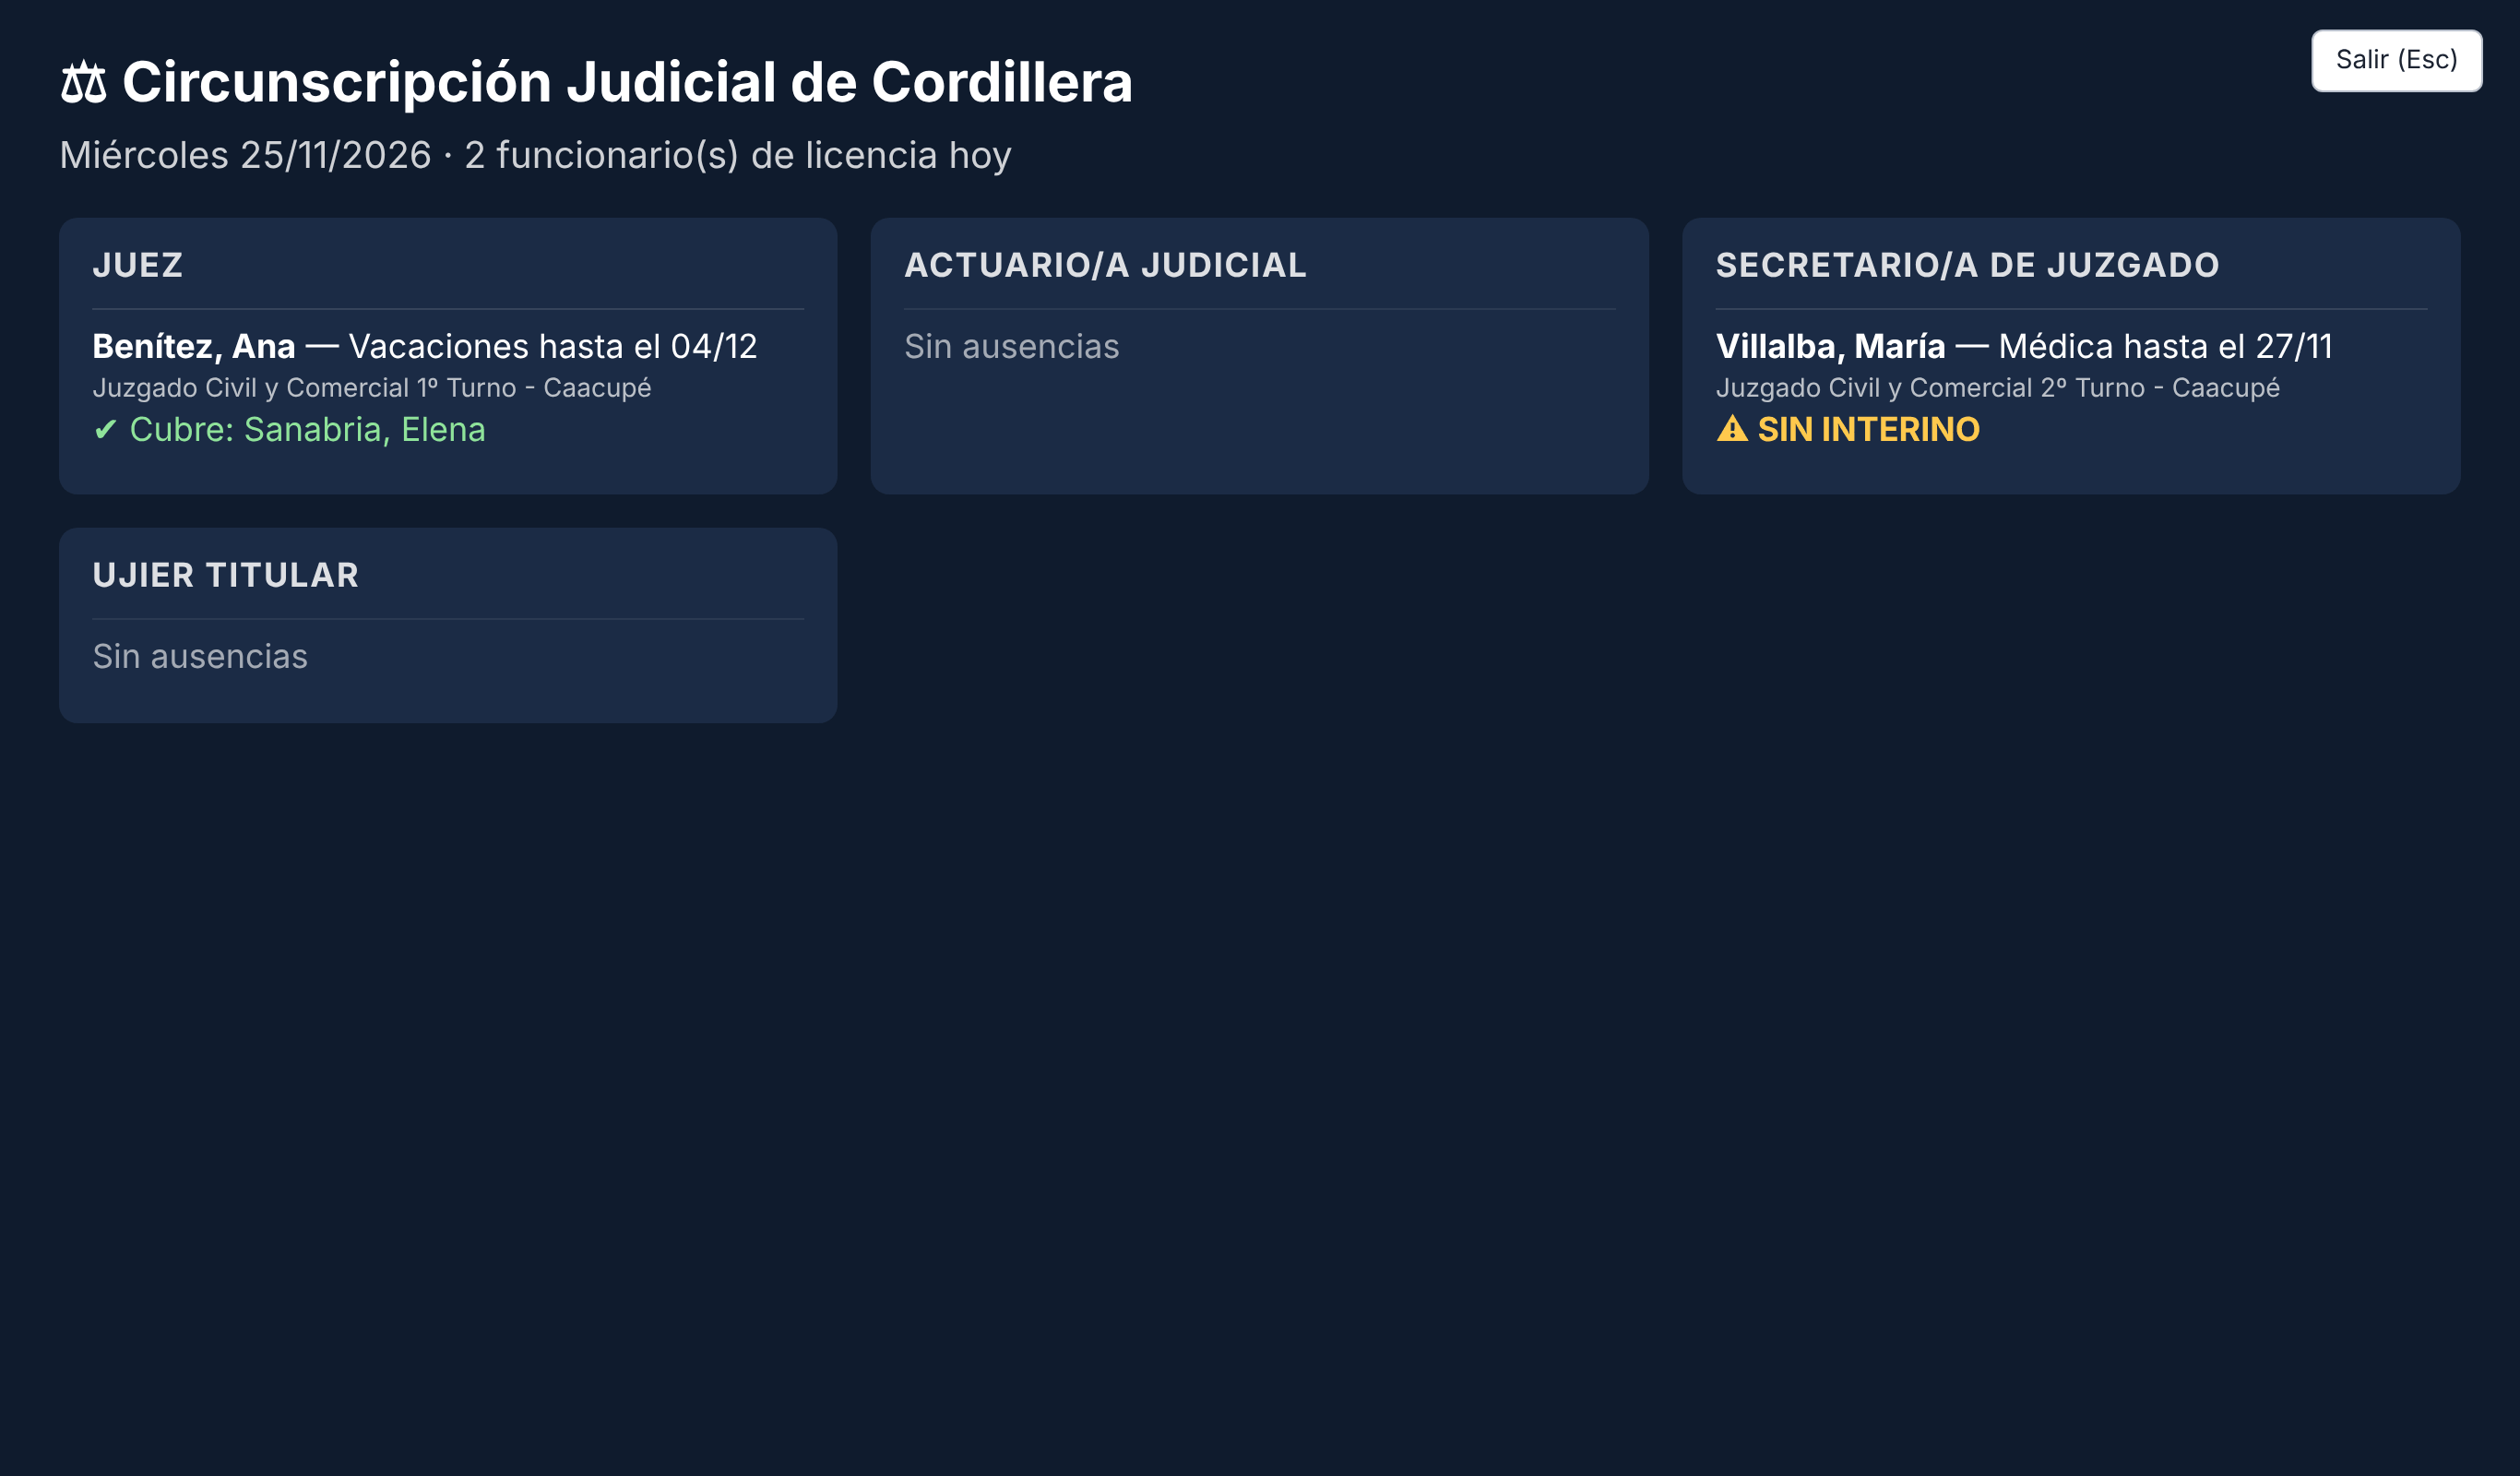 ⚖ Circunscripción Judicial de Cordillera
Salir (Esc)
Miércoles 25/11/2026 · 2 funcionario(s) de licencia hoy
JUEZ
Benítez, Ana — Vacaciones hasta el 04/12
Juzgado Civil y Comercial 1º Turno - Caacupé
✔ Cubre: Sanabria, Elena
ACTUARIO/A JUDICIAL
Sin ausencias
SECRETARIO/A DE JUZGADO
Villalba, María — Médica hasta el 27/11
Juzgado Civil y Comercial 2º Turno - Caacupé
⚠ SIN INTERINO
UJIER TITULAR
Sin ausencias